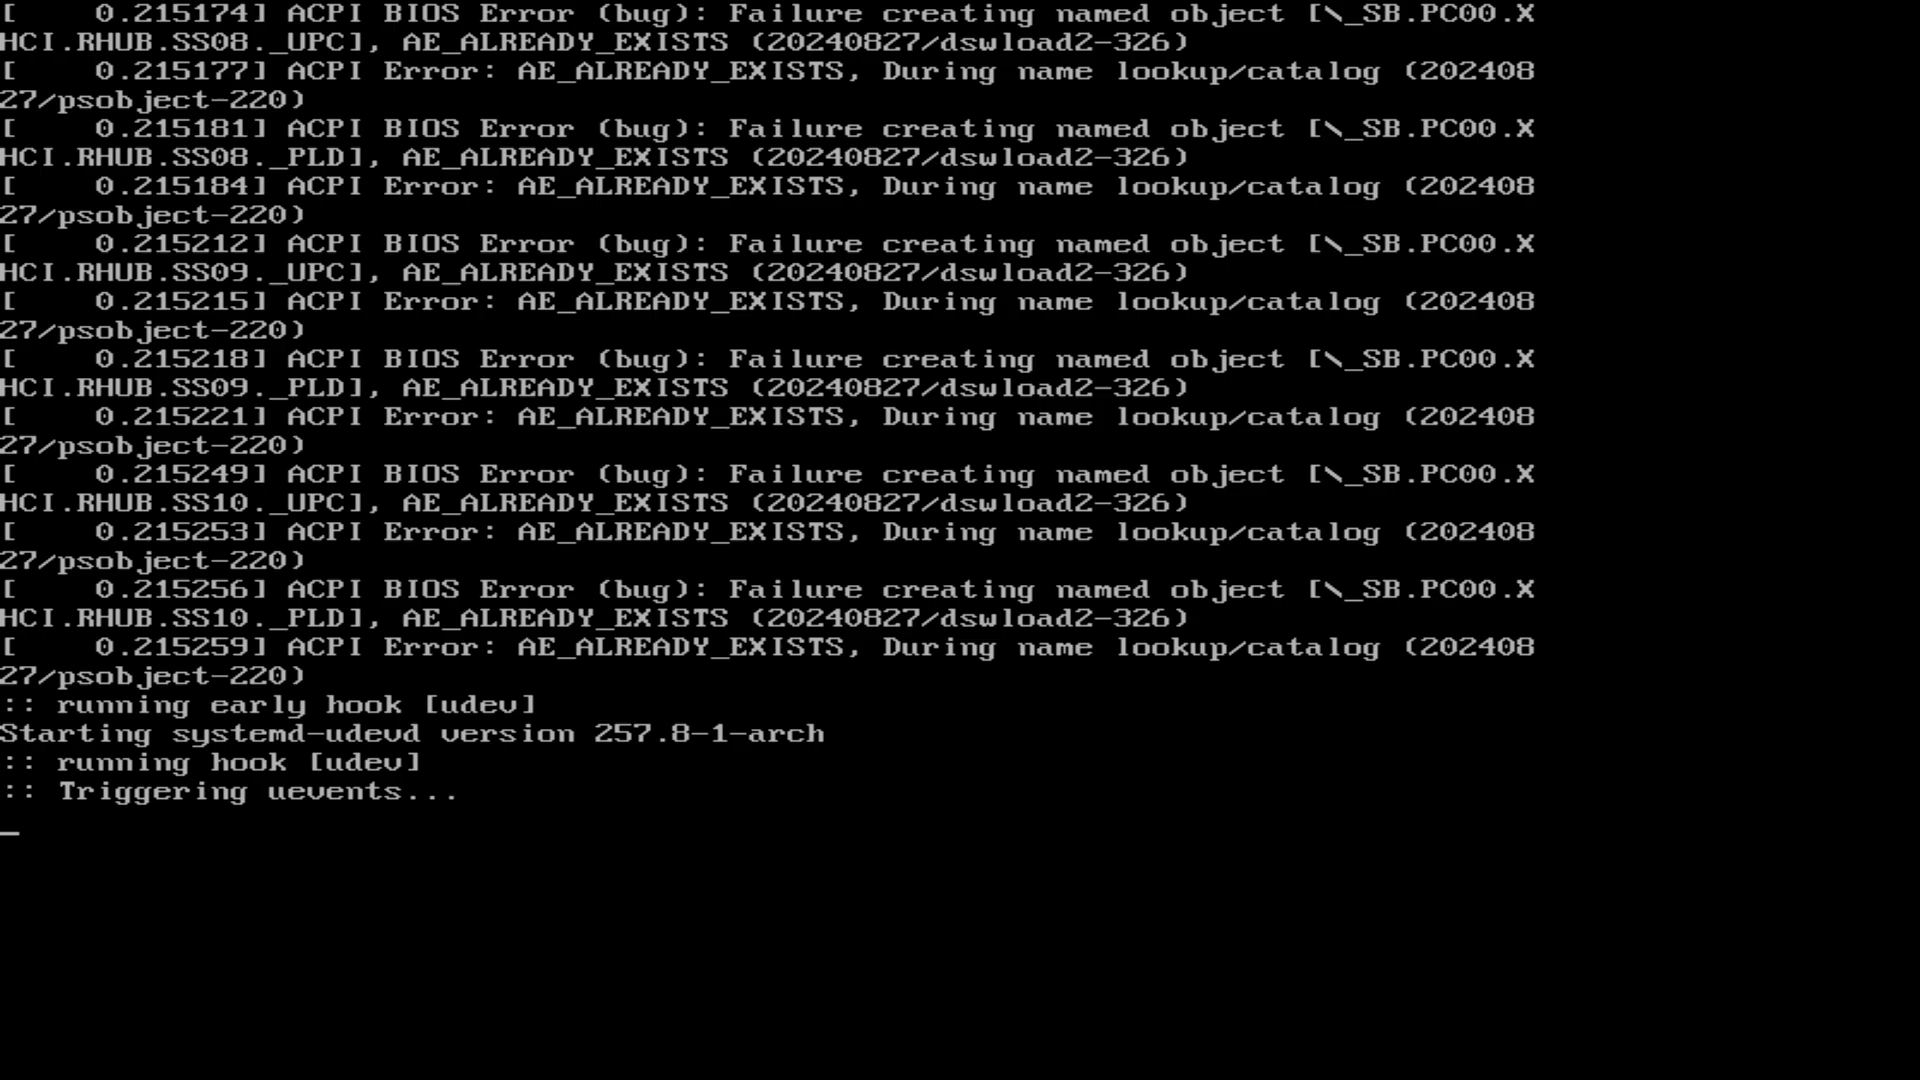 [    0.215174] ACPI BIOS Error (bug): Failure creating named object [\_SB.PC00.X
HCI.RHUB.SS08._UPC], AE_ALREADY_EXISTS (20240827/dswload2-326)
[    0.215177] ACPI Error: AE_ALREADY_EXISTS, During name lookup/catalog (202408
27/psobject-220)
[    0.215181] ACPI BIOS Error (bug): Failure creating named object [\_SB.PC00.X
HCI.RHUB.SS08._PLD], AE_ALREADY_EXISTS (20240827/dswload2-326)
[    0.215184] ACPI Error: AE_ALREADY_EXISTS, During name lookup/catalog (202408
27/psobject-220)
[    0.215212] ACPI BIOS Error (bug): Failure creating named object [\_SB.PC00.X
HCI.RHUB.SS09._UPC], AE_ALREADY_EXISTS (20240827/dswload2-326)
[    0.215215] ACPI Error: AE_ALREADY_EXISTS, During name lookup/catalog (202408
27/psobject-220)
[    0.215218] ACPI BIOS Error (bug): Failure creating named object [\_SB.PC00.X
HCI.RHUB.SS09._PLD], AE_ALREADY_EXISTS (20240827/dswload2-326)
[    0.215221] ACPI Error: AE_ALREADY_EXISTS, During name lookup/catalog (202408
27/psobject-220)
[    0.215249] ACPI BIOS Error (bug): Failure creating named object [\_SB.PC00.X
HCI.RHUB.SS10._UPC], AE_ALREADY_EXISTS (20240827/dswload2-326)
[    0.215253] ACPI Error: AE_ALREADY_EXISTS, During name lookup/catalog (202408
27/psobject-220)
[    0.215256] ACPI BIOS Error (bug): Failure creating named object [\_SB.PC00.X
HCI.RHUB.SS10._PLD], AE_ALREADY_EXISTS (20240827/dswload2-326)
[    0.215259] ACPI Error: AE_ALREADY_EXISTS, During name lookup/catalog (202408
27/psobject-220)
:: running early hook [udev]
Starting systemd-udevd version 257.8-1-arch
:: running hook [udev]
:: Triggering uevents...
_